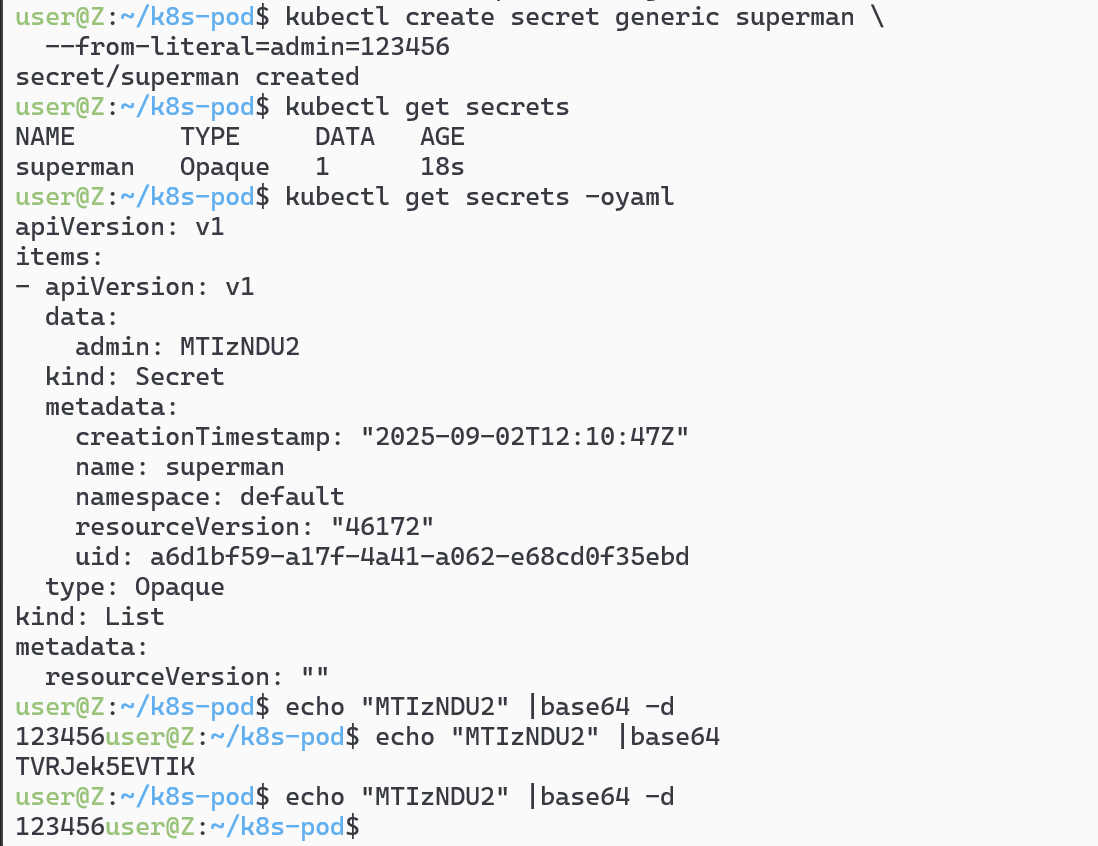 user@Z:~/k8s-pod$ kubectl create secret generic superman \
  --from-literal=admin=123456
secret/superman created
user@Z:~/k8s-pod$ kubectl get secrets
NAME       TYPE     DATA   AGE
superman   Opaque   1      18s
user@Z:~/k8s-pod$ kubectl get secrets -oyaml
apiVersion: v1
items:
- apiVersion: v1
  data:
    admin: MTIzNDU2
  kind: Secret
  metadata:
    creationTimestamp: "2025-09-02T12:10:47Z"
    name: superman
    namespace: default
    resourceVersion: "46172"
    uid: a6d1bf59-a17f-4a41-a062-e68cd0f35ebd
  type: Opaque
kind: List
metadata:
  resourceVersion: ""
user@Z:~/k8s-pod$ echo "MTIzNDU2" |base64 -d
123456user@Z:~/k8s-pod$ echo "MTIzNDU2" |base64
TVRJek5EVTIK
user@Z:~/k8s-pod$ echo "MTIzNDU2" |base64 -d
123456user@Z:~/k8s-pod$